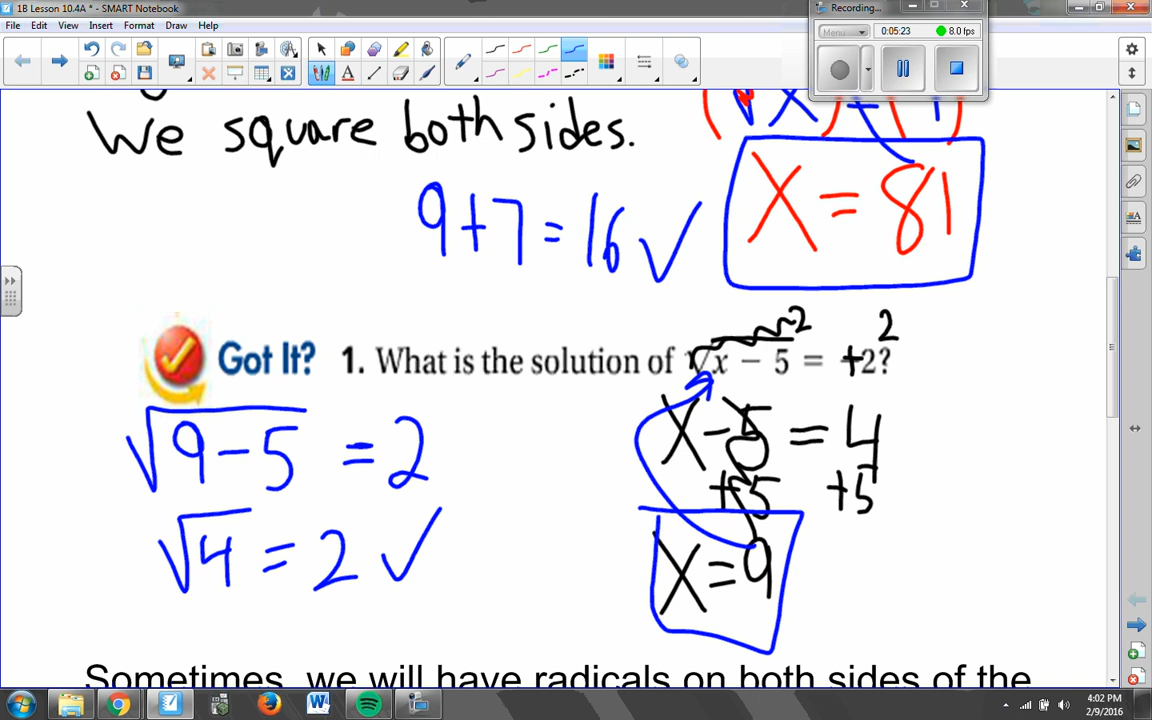 1B Lesson 10.4A * - SMART Notebook
File Edit View Insert Format Tools Draw Help
Recording...
Menu 0:05:23 8.0 fps
We square both sides.
9+7=16✓
X=81
Got It? 1. What is the solution of √x − 5 = +2?
2 2
√9-5 =2
√4=2✓
X-5=4
+5 +5
X=9
Sometimes, we will have radicals on both sides of the
4:02 PM
2/9/2016